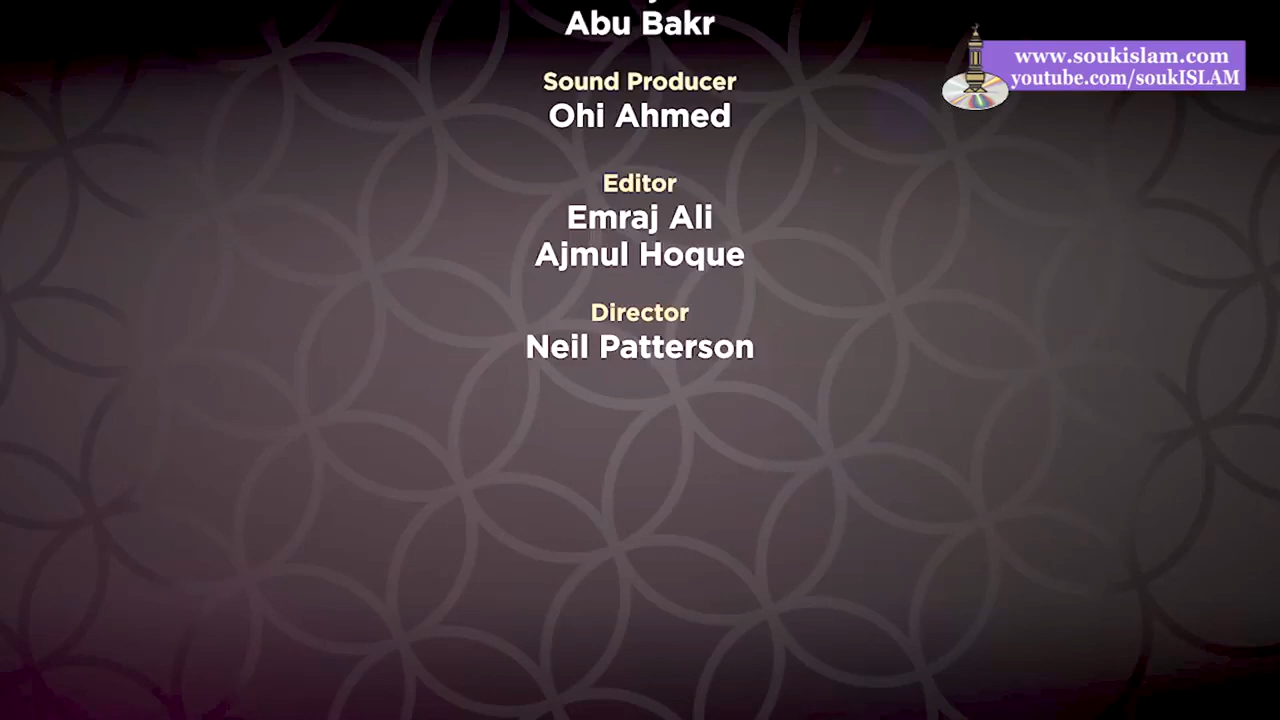 Abu Bakr
www.soukislam.com
youtube.com/soukISLAM
Sound Producer
Ohi Ahmed
Editor
Emraj Ali
Ajmul Hoque
Director
Neil Patterson